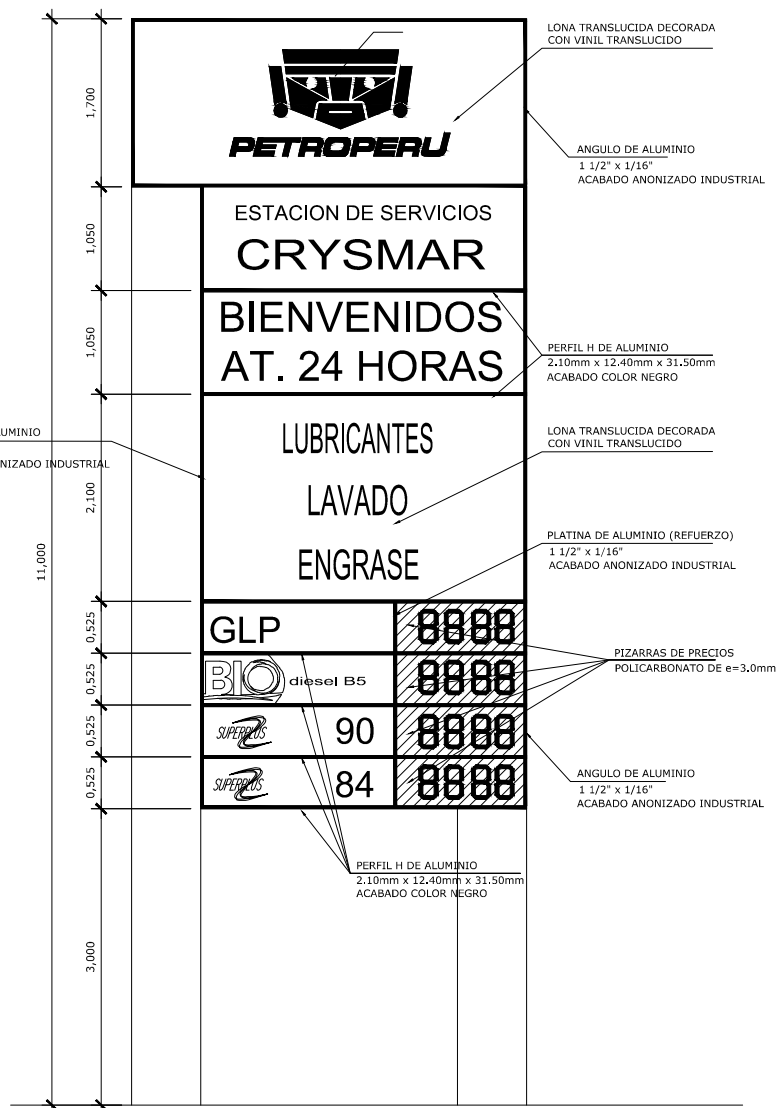 LONA TRANSLUCIDA DECORADA
CON VINIL TRANSLUCIDO
1,700
PETROPERU
ANGULO DE ALUMINIO
1 1/2" x 1/16"
ACABADO ANONIZADO INDUSTRIAL
ESTACION DE SERVICIOS
CRYSMAR
1,050
BIENVENIDOS
AT. 24 HORAS
1,050
PERFIL H DE ALUMINIO
2.10mm x 12.40mm x 31.50mm
ACABADO COLOR NEGRO
UMINIO
NIZADO INDUSTRIAL
LUBRICANTES
LAVADO
ENGRASE
2,100
LONA TRANSLUCIDA DECORADA
CON VINIL TRANSLUCIDO
11,000
PLATINA DE ALUMINIO (REFUERZO)
1 1/2" x 1/16"
ACABADO ANONIZADO INDUSTRIAL
0,525
GLP 8888
PIZARRAS DE PRECIOS
POLICARBONATO DE e=3.0mm
0,525
BIO diesel B5 8888
0,525
SUPERPLUS 90 8888
0,525
SUPERPLUS 84 8888
ANGULO DE ALUMINIO
1 1/2" x 1/16"
ACABADO ANONIZADO INDUSTRIAL
PERFIL H DE ALUMINIO
2.10mm x 12.40mm x 31.50mm
ACABADO COLOR NEGRO
3,000